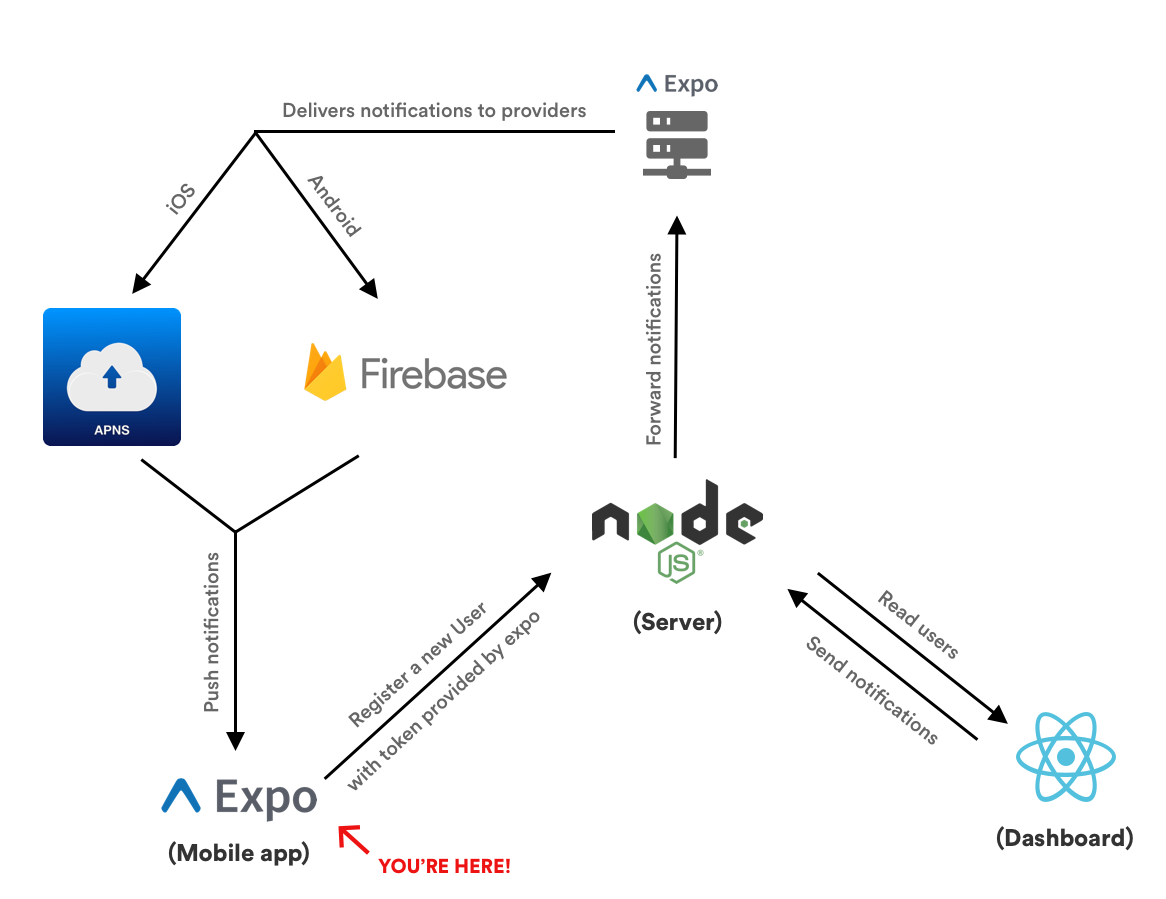 Expo
Delivers notifications to providers
iOS
Android
APNS
Firebase
Forward notifications
node
JS®
(Server)
Push notifications
Register a new User
with token provided by expo
Read users
Send notifications
Expo
(Mobile app)
YOU'RE HERE!
(Dashboard)